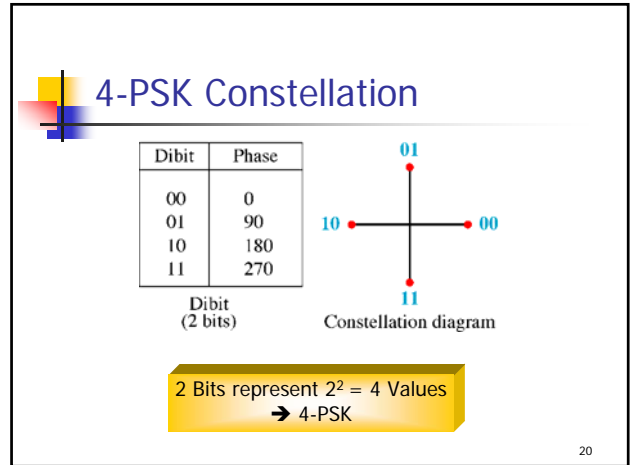 4-PSK Constellation
Dibit Phase
00 0
01 90
10 180
11 270
Dibit
(2 bits)
01
10 00
11
Constellation diagram
2 Bits represent 2² = 4 Values
➔ 4-PSK
20